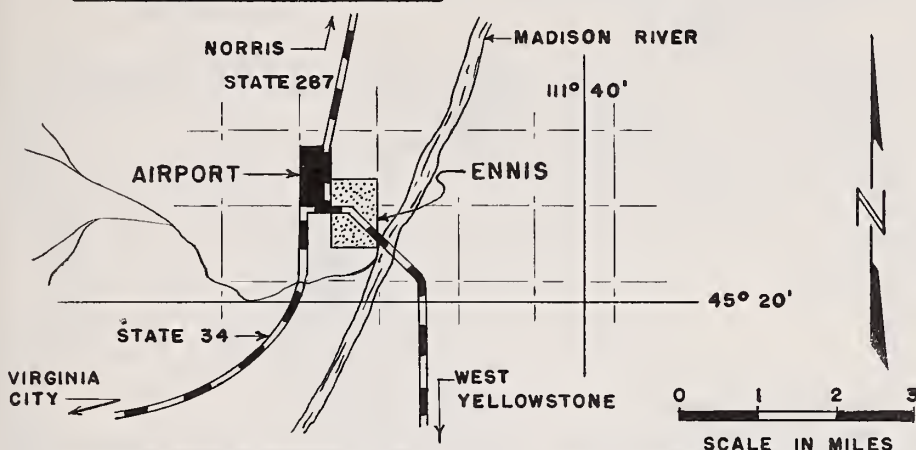 NORRIS
MADISON RIVER
STATE 287
111° 40'
AIRPORT
ENNIS
N
45° 20'
STATE 34
VIRGINIA
CITY
WEST
YELLOWSTONE
0 1 2 3
SCALE IN MILES